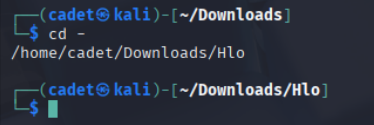 ┌──(cadet㉿kali)-[~/Downloads]
└─$ cd -
/home/cadet/Downloads/Hlo
┌──(cadet㉿kali)-[~/Downloads/Hlo]
└─$